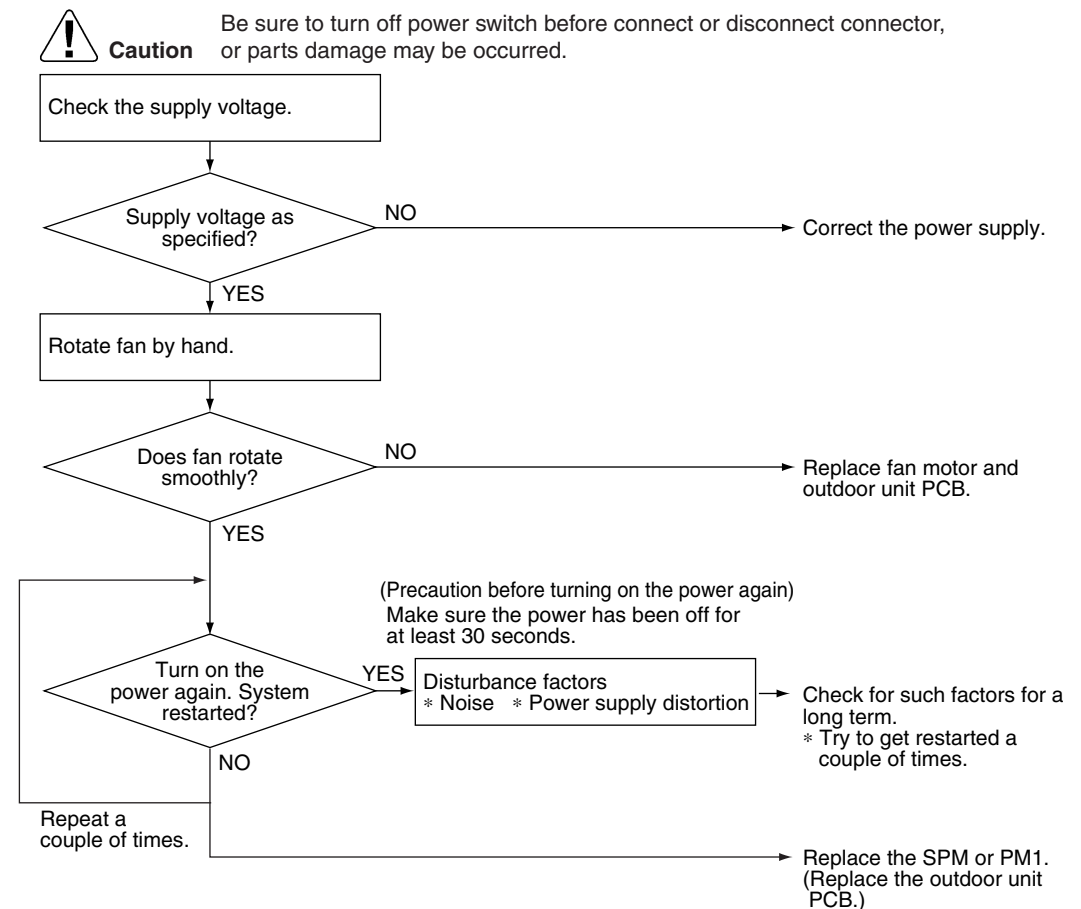 Be sure to turn off power switch before connect or disconnect connector,
Caution or parts damage may be occurred.
Check the supply voltage.
Supply voltage as
specified?
NO
Correct the power supply.
YES
Rotate fan by hand.
Does fan rotate
smoothly?
NO
Replace fan motor and
outdoor unit PCB.
YES
(Precaution before turning on the power again)
Make sure the power has been off for
at least 30 seconds.
Turn on the
power again. System
restarted?
YES
Disturbance factors
∗ Noise ∗ Power supply distortion
Check for such factors for a
long term.
∗ Try to get restarted a
couple of times.
NO
Repeat a
couple of times.
Replace the SPM or PM1.
(Replace the outdoor unit
PCB.)